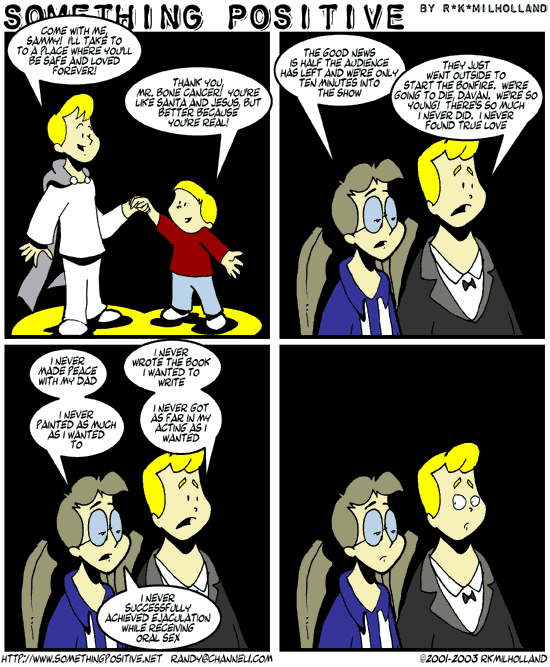 SOMETHING POSITIVE
BY R*K*MILHOLLAND
COME WITH ME,
SAMMY! I'LL TAKE TO
TO A PLACE WHERE YOU'LL
BE SAFE AND LOVED
FOREVER!
THANK YOU,
MR. BONE CANCER! YOU'RE
LIKE SANTA AND JESUS, BUT
BETTER BECAUSE
YOU'RE REAL!
THE GOOD NEWS
IS HALF THE AUDIENCE
HAS LEFT AND WE'RE ONLY
TEN MINUTES INTO
THE SHOW
THEY JUST
WENT OUTSIDE TO
START THE BONFIRE. WE'RE
GOING TO DIE, DAVAN. WE'RE SO
YOUNG! THERE'S SO MUCH
I NEVER DID. I NEVER
FOUND TRUE LOVE
I NEVER
MADE PEACE
WITH MY DAD
I NEVER
WROTE THE BOOK
I WANTED TO
WRITE
I NEVER
PAINTED AS MUCH
AS I WANTED
TO
I NEVER GOT
AS FAR IN MY
ACTING AS I
WANTED
I NEVER
SUCCESSFULLY
ACHIEVED EJACULATION
WHILE RECEIVING
ORAL SEX
HTTP://WWW.SOMETHINGPOSITIVE.NET RANDY@CHANNEL1.COM
©2001-2003 RKMILHOLLAND